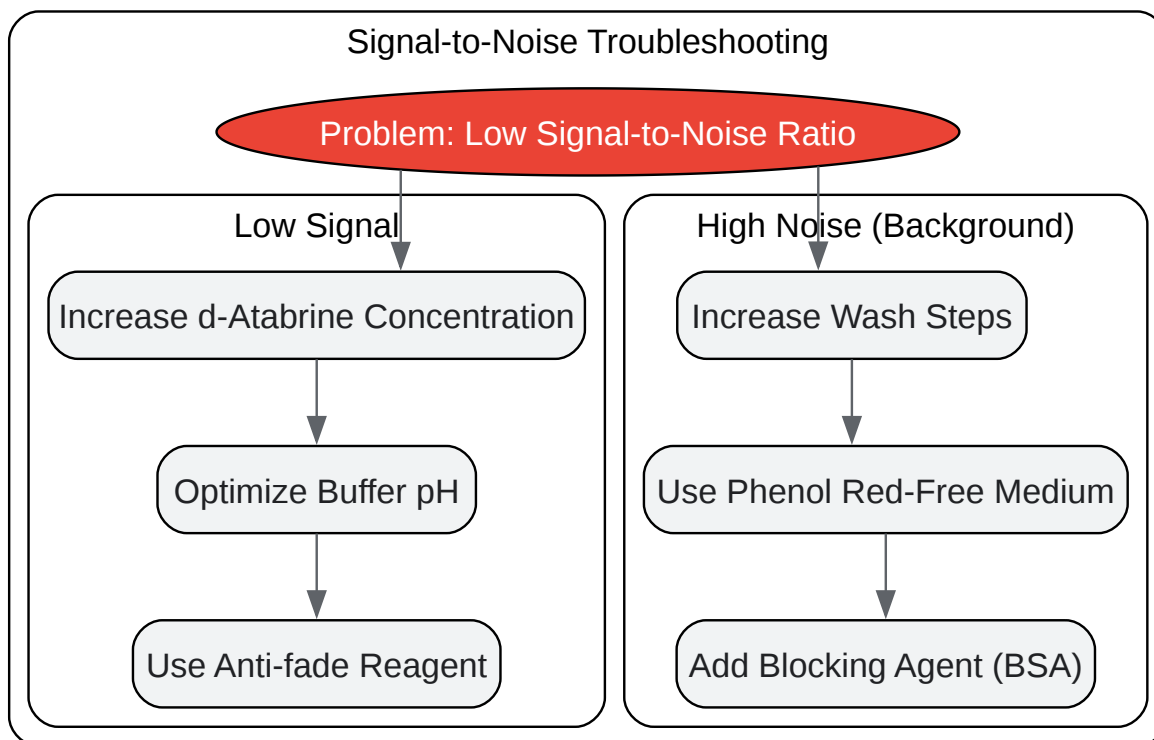 Signal-to-Noise Troubleshooting
Problem: Low Signal-to-Noise Ratio
Low Signal
Increase d-Atabrine Concentration
Optimize Buffer pH
Use Anti-fade Reagent
High Noise (Background)
Increase Wash Steps
Use Phenol Red-Free Medium
Add Blocking Agent (BSA)